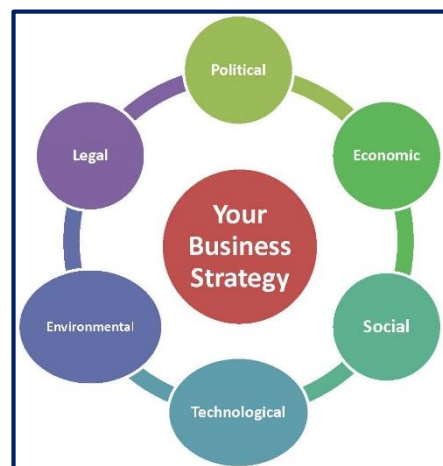 Political
Economic
Social
Technological
Environmental
Legal
Your
Business
Strategy